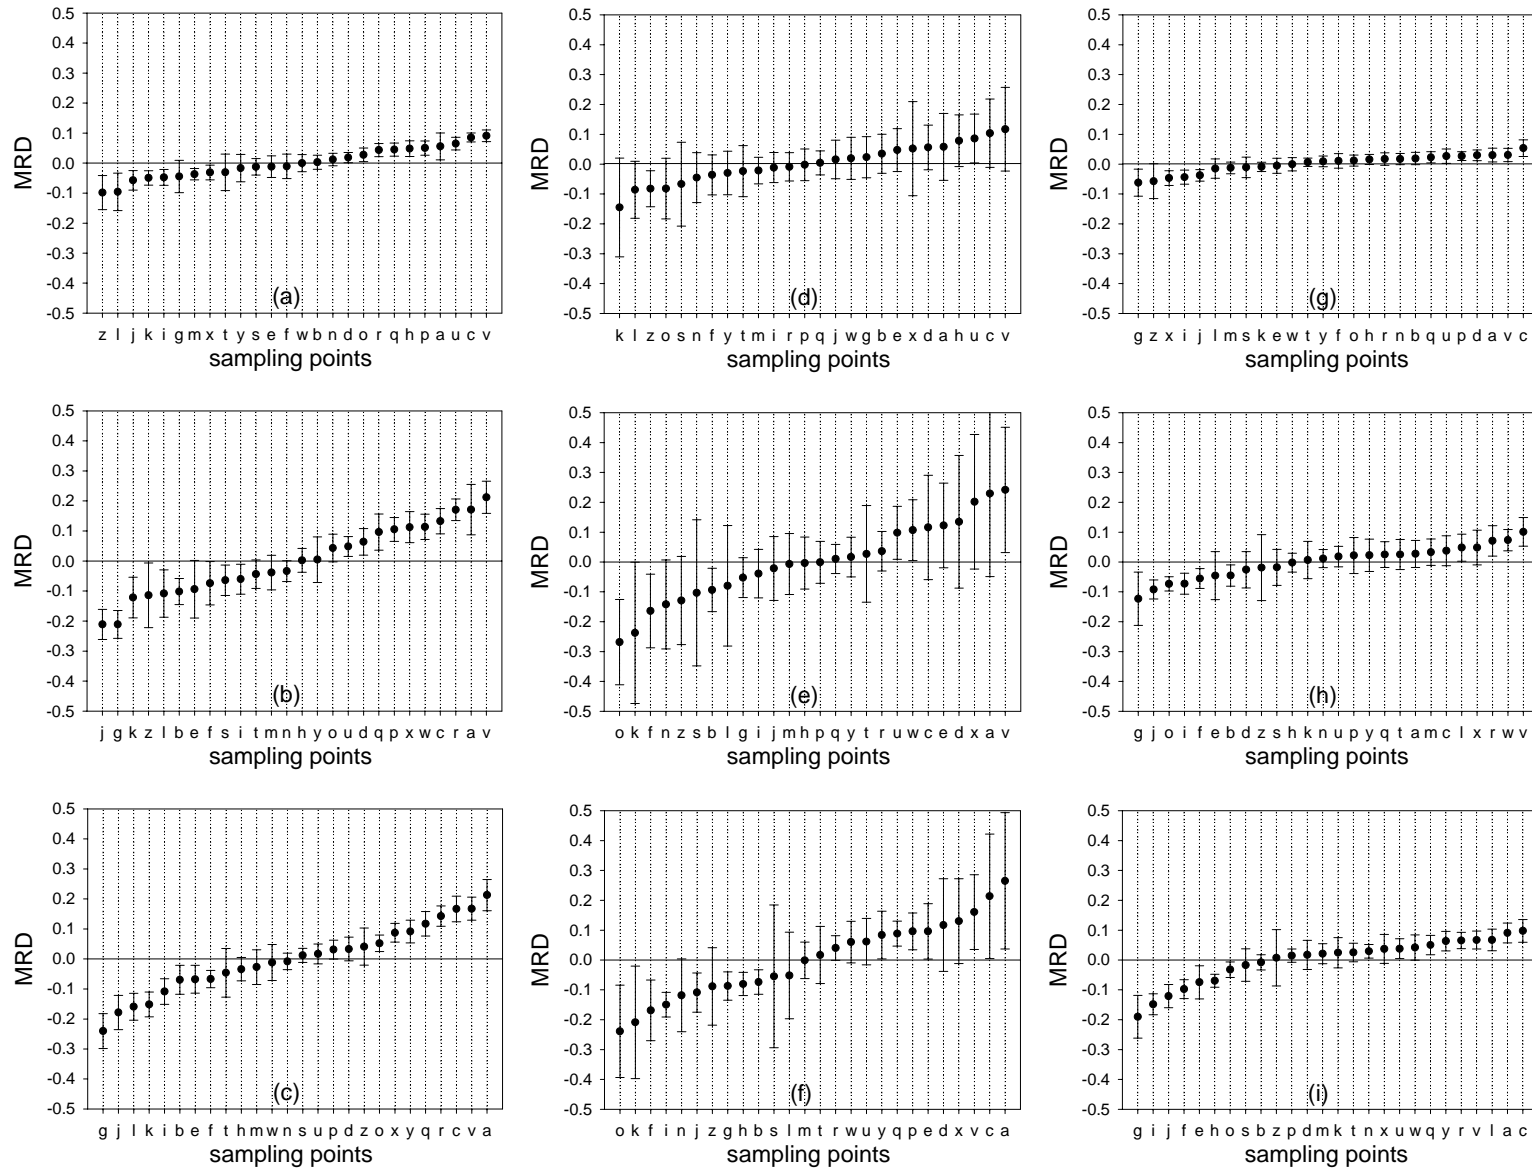 0.5
0.4
0.3
0.2
0.1
0.0
-0.1
-0.2
-0.3
-0.4
-0.5
MRD
(a)
z l j k i g m x t y s e f w b n d o r q h p a u c v
sampling points
0.5
0.4
0.3
0.2
0.1
0.0
-0.1
-0.2
-0.3
-0.4
-0.5
MRD
(d)
k l z o s n f y t m i r p q j w g b e x d a h u c v
sampling points
0.5
0.4
0.3
0.2
0.1
0.0
-0.1
-0.2
-0.3
-0.4
-0.5
MRD
(g)
g z x i j l m s k e w t y f o h r n b q u p d a v c
sampling points
0.5
0.4
0.3
0.2
0.1
0.0
-0.1
-0.2
-0.3
-0.4
-0.5
MRD
(b)
j g k z l b e f s i t m n h y o u d q p x w c r a v
sampling points
0.5
0.4
0.3
0.2
0.1
0.0
-0.1
-0.2
-0.3
-0.4
-0.5
MRD
(e)
o k f n z s b l g i j m h p q y t r u w c e d x a v
sampling points
0.5
0.4
0.3
0.2
0.1
0.0
-0.1
-0.2
-0.3
-0.4
-0.5
MRD
(h)
g j o i f e b d z s h k n u p y q t a m c l x r w v
sampling points
0.5
0.4
0.3
0.2
0.1
0.0
-0.1
-0.2
-0.3
-0.4
-0.5
MRD
(c)
g j l k i b e f t h m w n s u p d z o x y q r c v a
sampling points
0.5
0.4
0.3
0.2
0.1
0.0
-0.1
-0.2
-0.3
-0.4
-0.5
MRD
(f)
o k f i n j z g h b s l m t r w u y q p e d x v c a
sampling points
0.5
0.4
0.3
0.2
0.1
0.0
-0.1
-0.2
-0.3
-0.4
-0.5
MRD
(i)
g i j f e h o s b z p d m k t n x u w q y r v l a c
sampling points